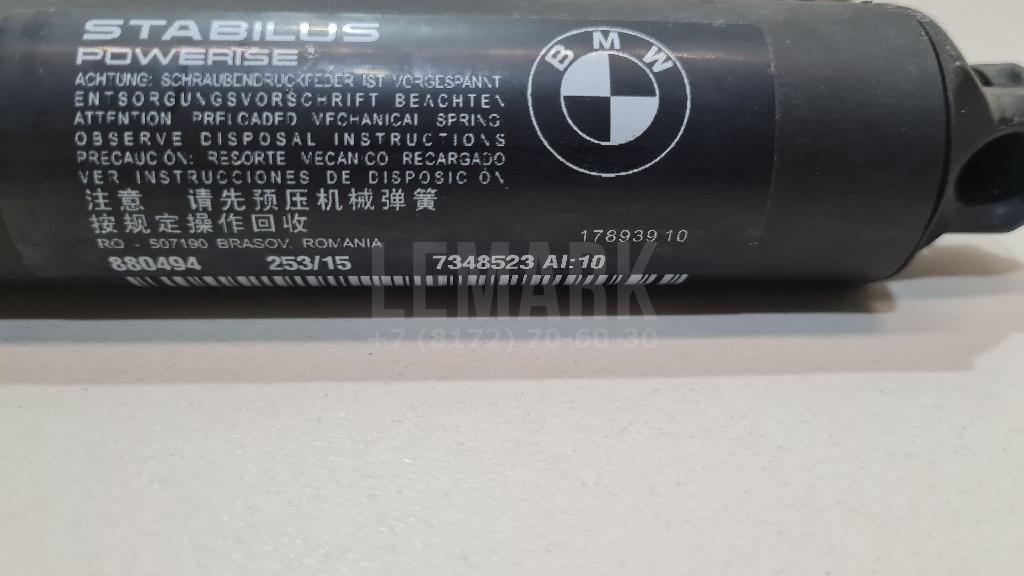 STABILUS
POWERISE®
BMW
ACHTUNG: SCHRAUBENDRUCKFEDER IST VORGESPANNT
ENTSORGUNGSVORSCHRIFT BEACHTEN
ATTENTION PRELOADED MECHANICAL SPRING
OBSERVE DISPOSAL INSTRUCTIONS
PRECAUCIÓN: RESORTE MECANICO RECARGADO
VER INSTRUCCIONES DE DISPOSICIÓN
注意 请先预压机械弹簧
按规定操作回收
RO - 507190 BRASOV, ROMANIA
17893910
880494 253/15 7348523 AI:10
LEMARK
+7 (8172) 70-60-30